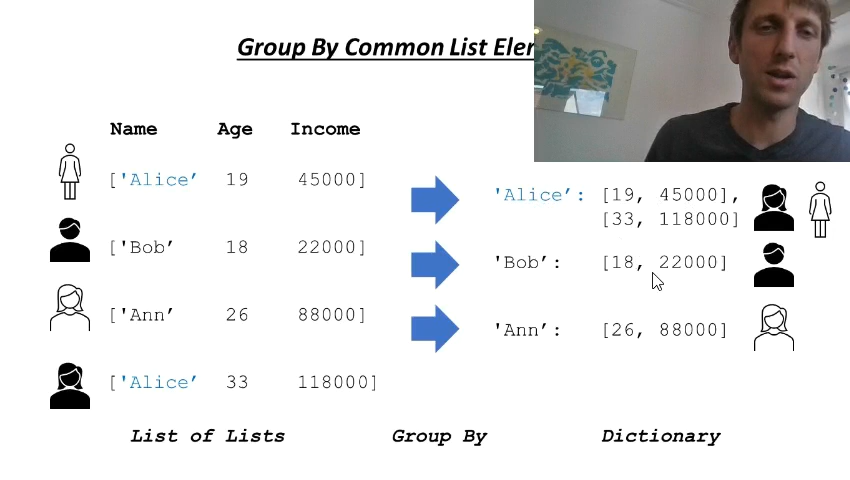 Group By Common List Eler
Name Age Income
['Alice’ 19 45000]
['Bob’ 18 22000]
['Ann’ 26 88000]
['Alice’ 33 118000]
'Alice’: [19, 45000],
[33, 118000]
'Bob’: [18, 22000]
'Ann’: [26, 88000]
List of Lists Group By Dictionary